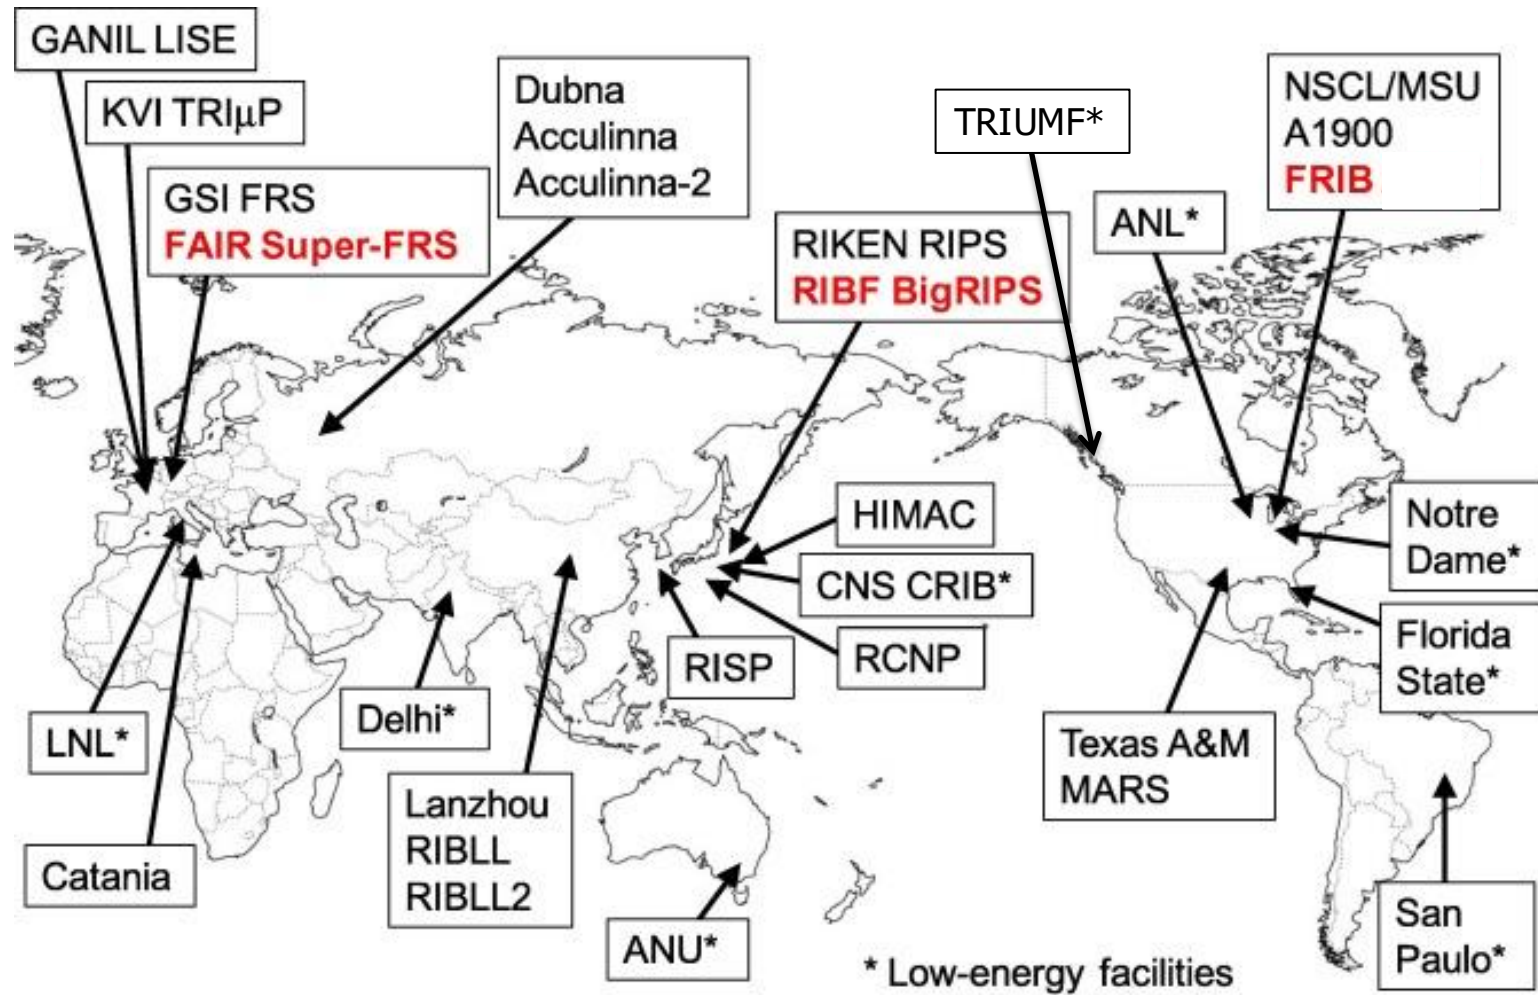 GANIL LISE
KVI TRIμP
GSI FRS
FAIR Super-FRS
Dubna
Acculinna
Acculinna-2
TRIUMF*
NSCL/MSU
A1900
FRIB
ANL*
RIKEN RIPS
RIBF BigRIPS
HIMAC
CNS CRIB*
RCNP
RISP
Notre
Dame*
Florida
State*
LNL*
Delhi*
Texas A&M
MARS
Catania
Lanzhou
RIBLL
RIBLL2
ANU*
San
Paulo*
* Low-energy facilities